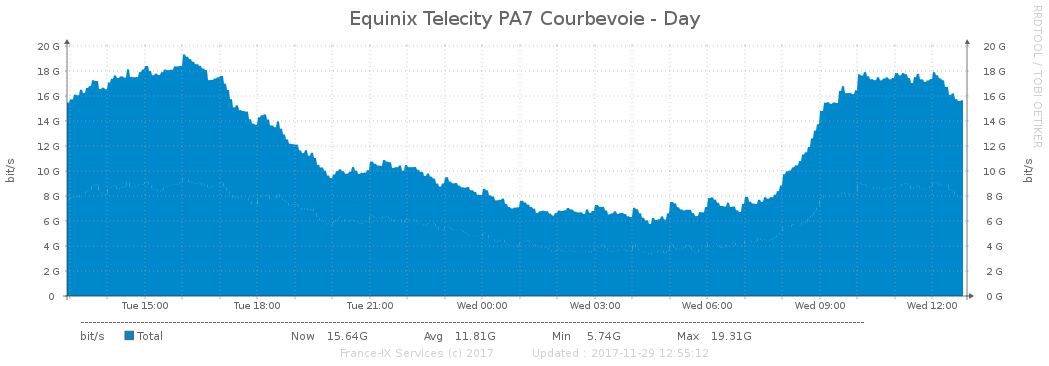 Equinix Telecity PA7 Courbevoie - Day
RRDTOOL / TOBI OETIKER
bit/s
20 G 20 G
18 G 18 G
16 G 16 G
14 G 14 G
12 G 12 G
10 G 10 G
8 G 8 G
6 G 6 G
4 G 4 G
2 G 2 G
0 0 G
bit/s
Tue 15:00 Tue 18:00 Tue 21:00 Wed 00:00 Wed 03:00 Wed 06:00 Wed 09:00 Wed 12:00
bit/s Total Now 15.64G Avg 11.81G Min 5.74G Max 19.31G
France-IX Services (c) 2017 Updated : 2017-11-29 12:55:12